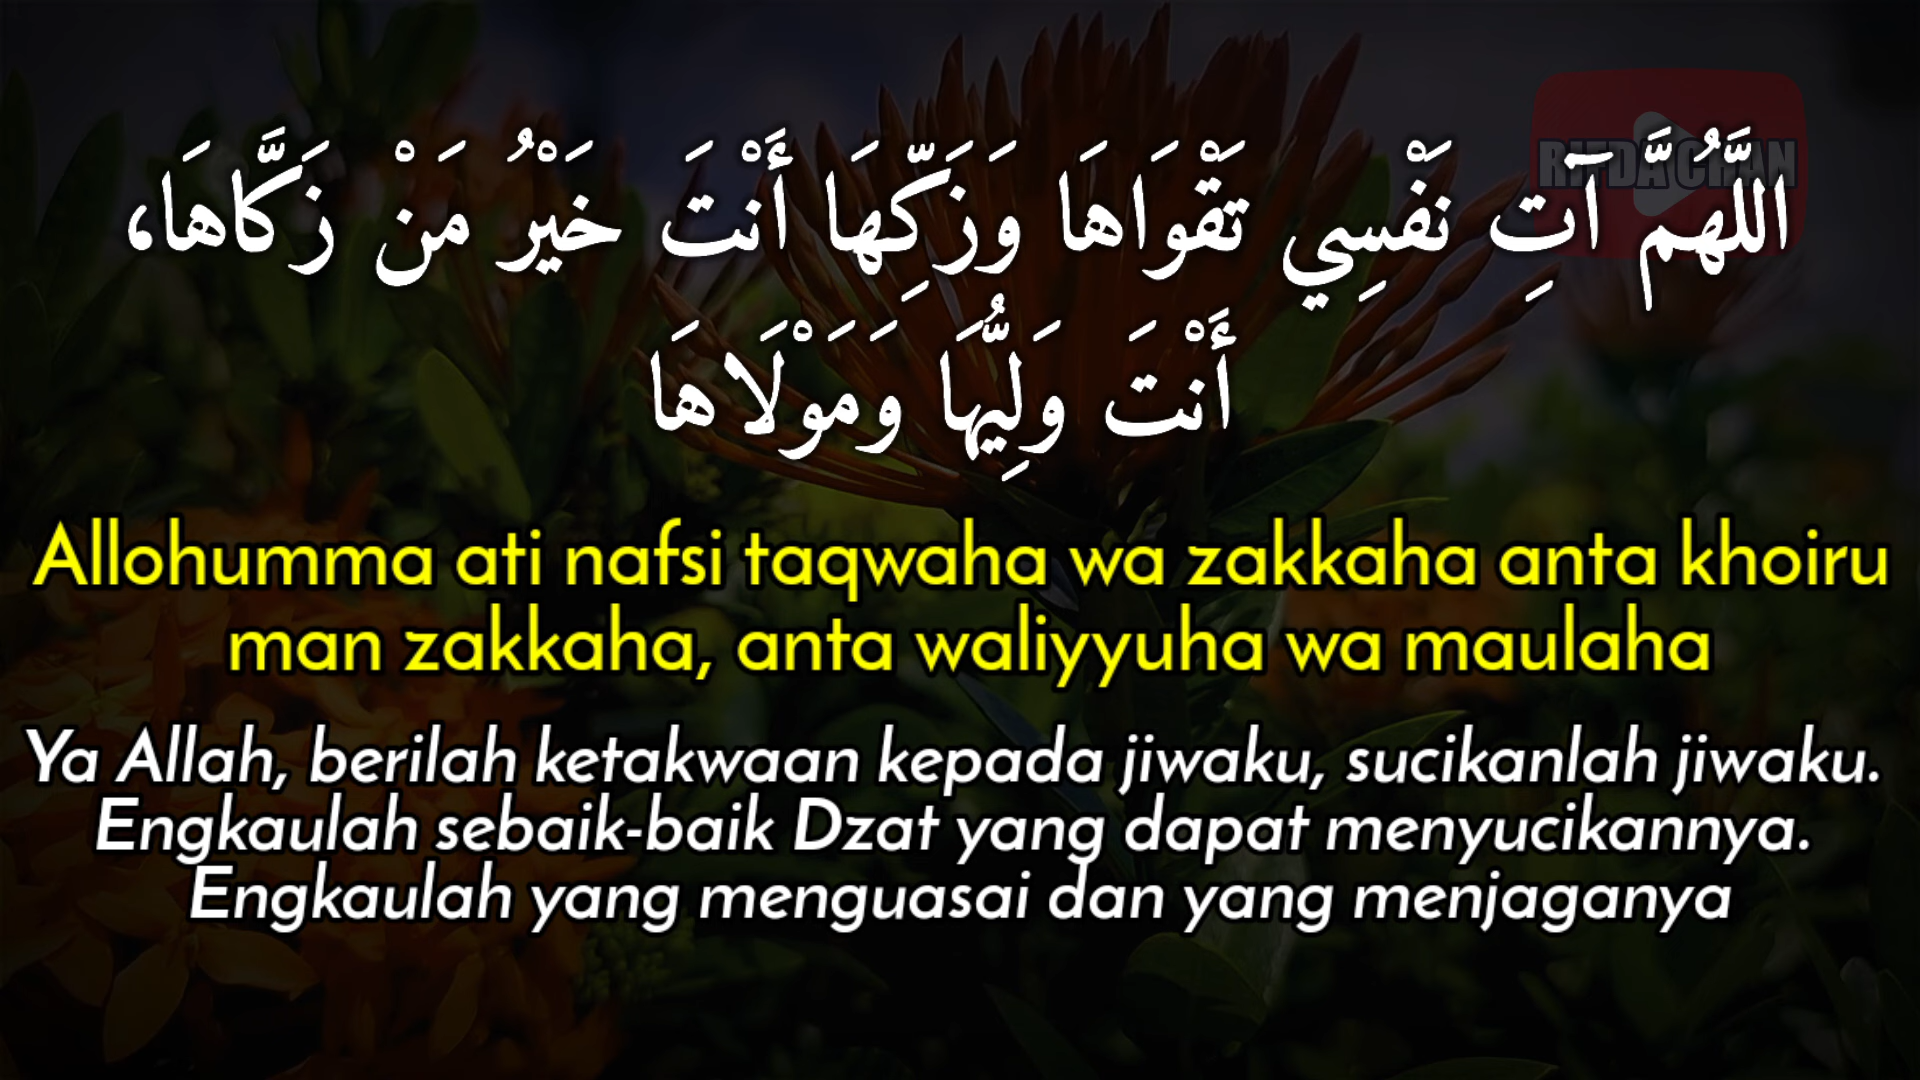 RIFDA CHAN
اللَّهُمَّ آتِ نَفْسِي تَقْوَاهَا وَزَكِّهَا أَنْتَ خَيْرُ مَنْ زَكَّاهَا،
أَنْتَ وَلِيُّهَا وَمَوْلَاهَا
Allohumma ati nafsi taqwaha wa zakkaha anta khoiru
man zakkaha, anta waliyyuha wa maulaha
Ya Allah, berilah ketakwaan kepada jiwaku, sucikanlah jiwaku.
Engkaulah sebaik-baik Dzat yang dapat menyucikannya.
Engkaulah yang menguasai dan yang menjaganya